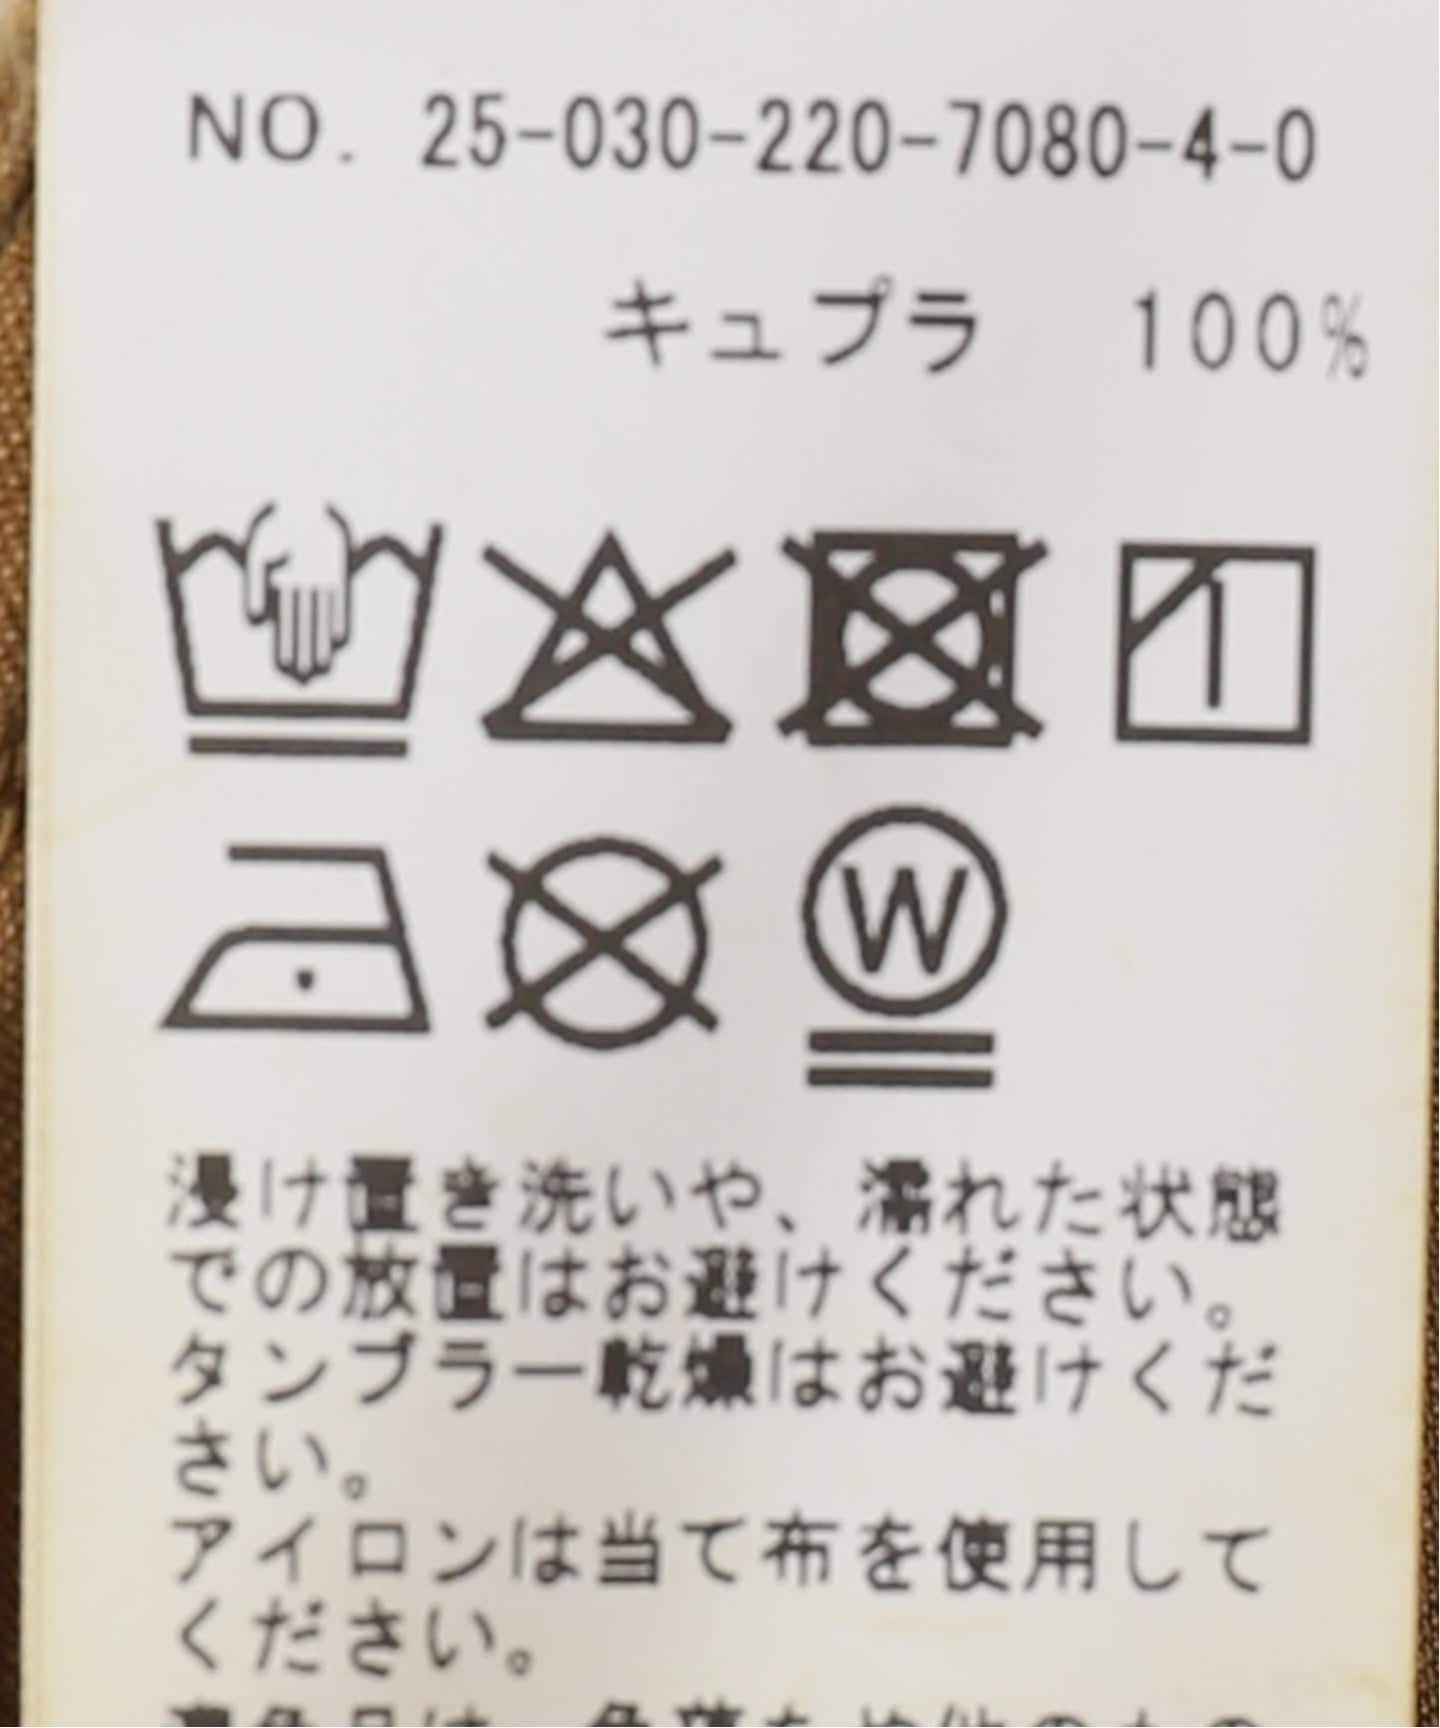 NO. 25-030-220-7080-4-0
キュプラ 100%
W
浸け置き洗いや、濡れた状態
での放置はお避けください。
タンブラー乾燥はお避けくだ
さい。
アイロンは当て布を使用して
ください。